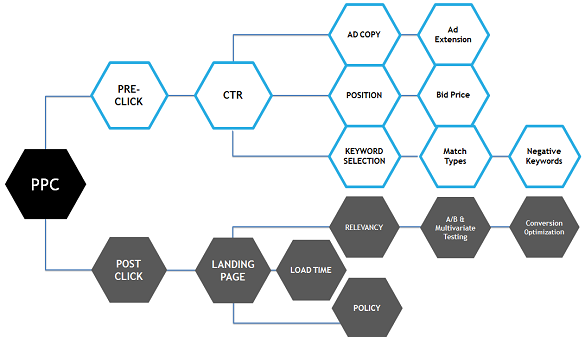 AD COPY
Ad
Extension
PRE-
CLICK
CTR
POSITION
Bid Price
KEYWORD
SELECTION
Match
Types
Negative
Keywords
PPC
RELEVANCY
A/B &
Multivariate
Testing
Conversion
Optimization
POST
CLICK
LANDING
PAGE
LOAD TIME
POLICY